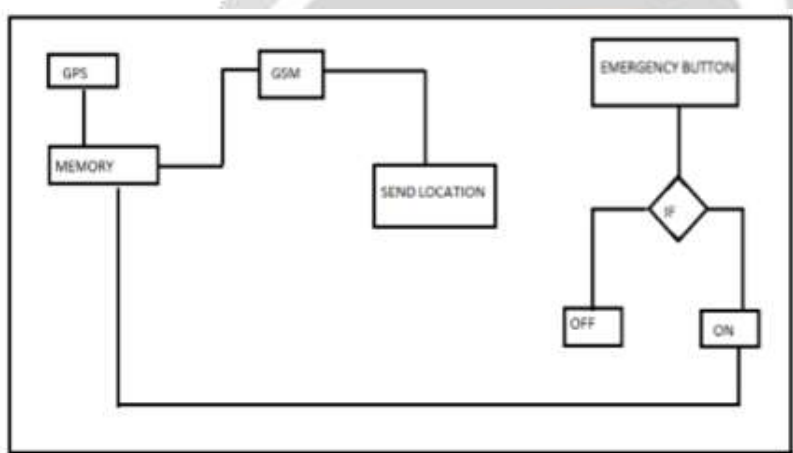 GPS
GSM
EMERGENCY BUTTON
MEMORY
SEND LOCATION
IF
OFF
ON